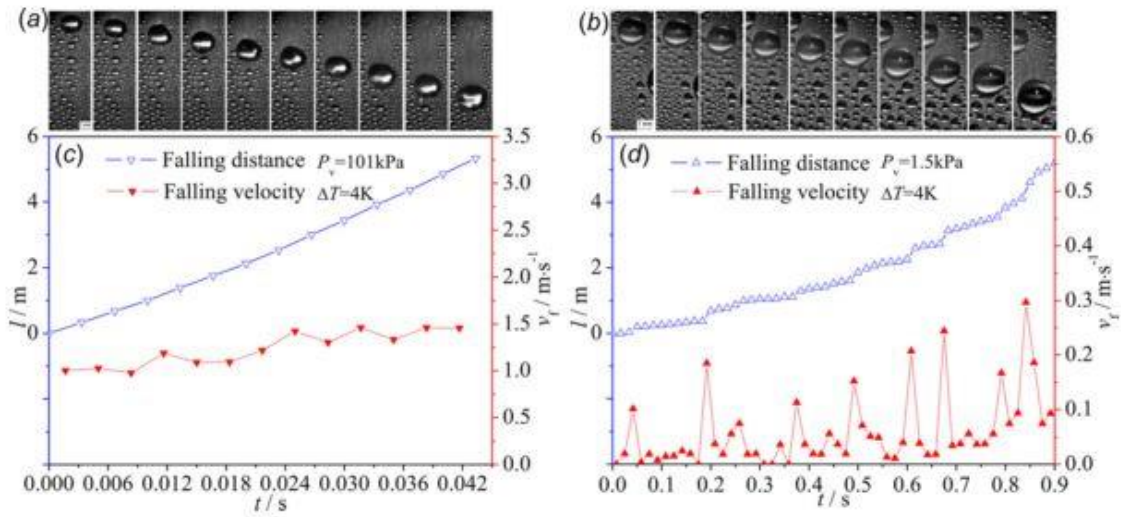 (a)
(b)
(c)
Falling distance P_v=101kPa
Falling velocity ΔT=4K
6
4
2
0
l / m
3.5
3.0
2.5
2.0
1.5
1.0
0.5
0.0
v_f / m·s⁻¹
0.000 0.006 0.012 0.018 0.024 0.030 0.036 0.042
t / s
(d)
Falling distance P_v=1.5kPa
Falling velocity ΔT=4K
6
4
2
0
l / m
0.6
0.5
0.4
0.3
0.2
0.1
0.0
v_f / m·s⁻¹
0.0 0.1 0.2 0.3 0.4 0.5 0.6 0.7 0.8 0.9
t / s